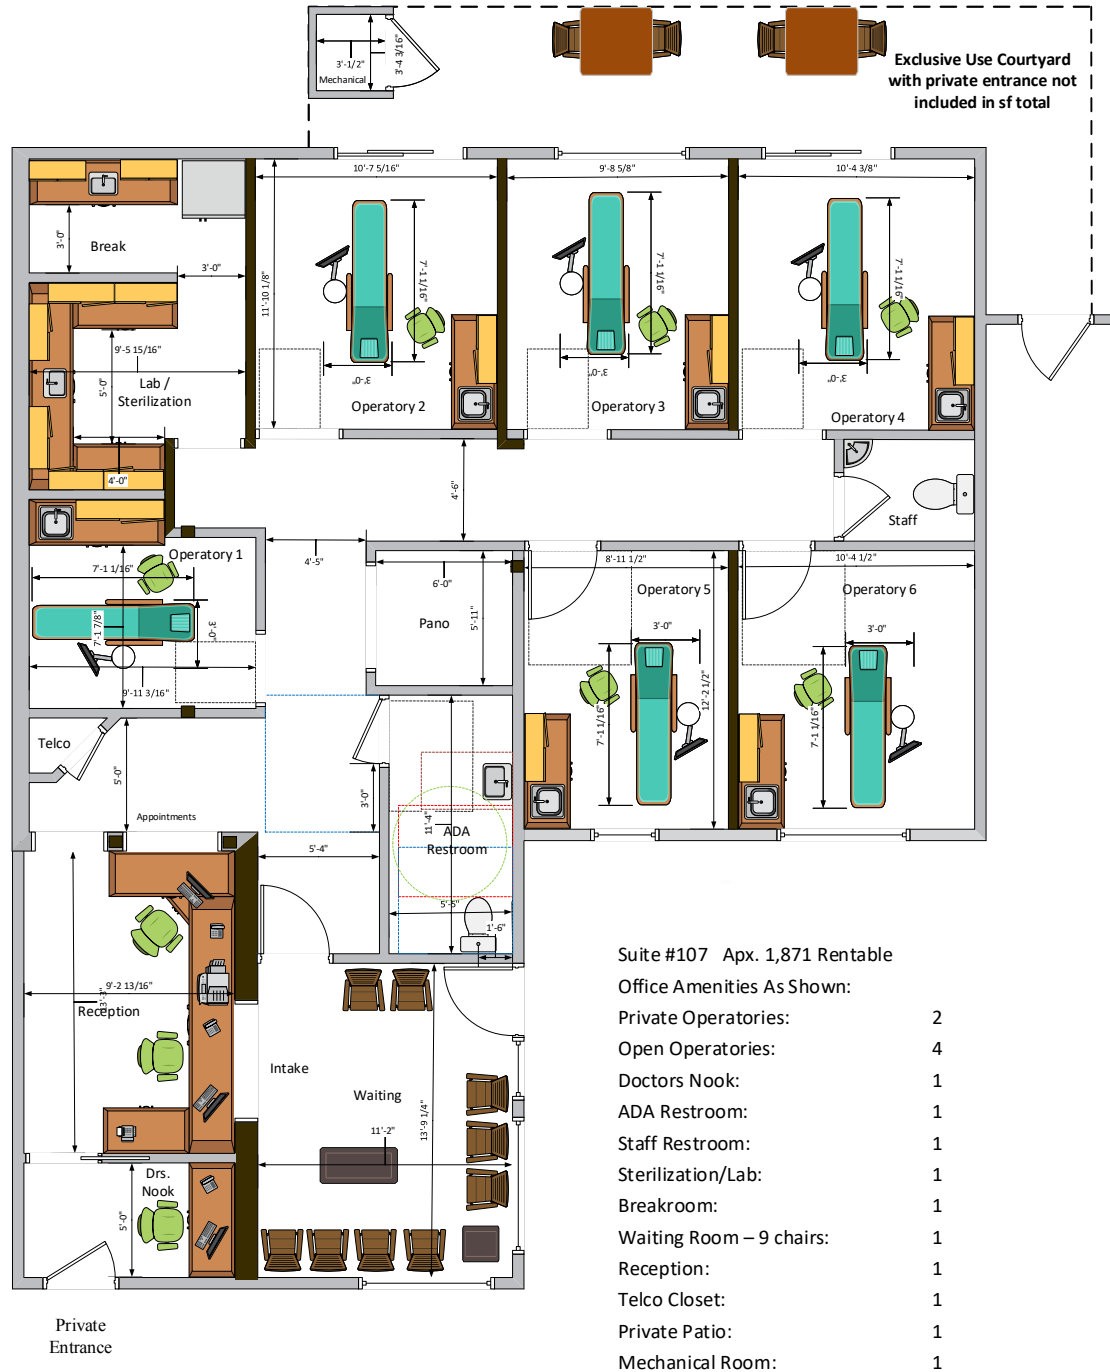 3'-1/2"
3'-4 3/16"
Mechanical
Exclusive Use Courtyard
with private entrance not
included in sf total
10'-7 5/16"
9'-8 5/8"
10'-4 3/8"
3'-0"
Break
3'-0"
11'-10 1/8"
7'-1 1/16"
7'-1 1/16"
7'-1 1/16"
9'-5 15/16"
5'-0"
Lab /
Sterilization
4'-0"
3'-0"
3'-0"
3'-0"
Operatory 2
Operatory 3
Operatory 4
4'-6"
Staff
Operatory 1
7'-1 1/16"
7'-1 7/8"
3'-0"
9'-11 3/16"
4'-5"
6'-0"
5'-11"
Pano
8'-11 1/2"
10'-4 1/2"
Operatory 5
Operatory 6
3'-0"
3'-0"
7'-1 1/16"
12'-2 1/2"
7'-1 1/16"
Telco
5'-0"
Appointments
3'-0"
5'-4"
11'-4"
ADA
Restroom
5'-5"
1'-6"
9'-2 13/16"
13'-3"
Reception
Intake
Waiting
11'-2"
13'-9 1/4"
Drs.
Nook
5'-0"
Private
Entrance
Suite #107 Apx. 1,871 Rentable
Office Amenities As Shown:
Private Operatories: 2
Open Operatories: 4
Doctors Nook: 1
ADA Restroom: 1
Staff Restroom: 1
Sterilization/Lab: 1
Breakroom: 1
Waiting Room – 9 chairs: 1
Reception: 1
Telco Closet: 1
Private Patio: 1
Mechanical Room: 1